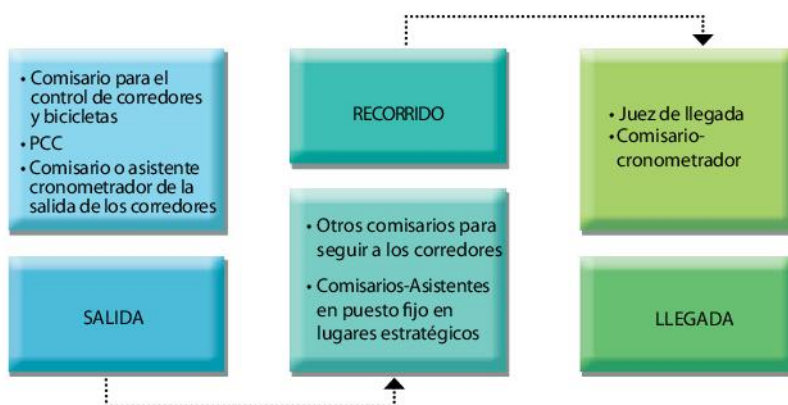 • Comisario para el
control de corredores
y bicicletas
• PCC
• Comisario o asistente
cronometrador de la
salida de los corredores
SALIDA
RECORRIDO
• Otros comisarios para
seguir a los corredores
• Comisarios-Asistentes
en puesto fijo en
lugares estratégicos
• Juez de llegada
• Comisario-
cronometrador
LLEGADA